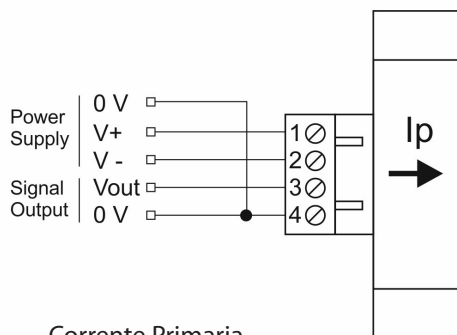 Power
Supply
0 V
V+
V -
Signal
Output
Vout
0 V
1
2
3
4
Ip
Corrente Primaria